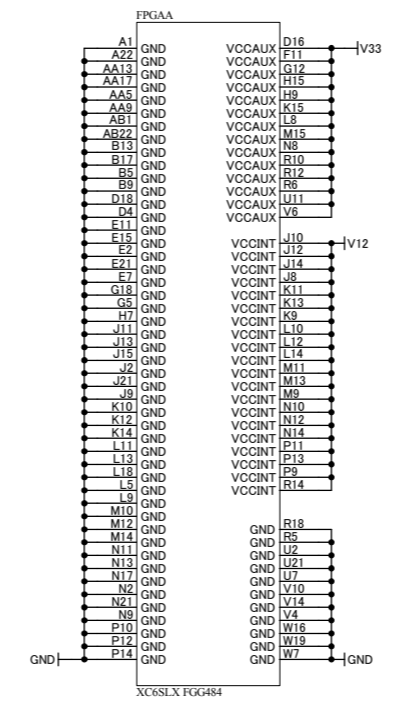 FPGAA
A1 GND VCCAUX D16 V33
A22 GND VCCAUX F11
AA13 GND VCCAUX G12
AA17 GND VCCAUX H15
AA5 GND VCCAUX H9
AA9 GND VCCAUX K15
AB1 GND VCCAUX L8
AB22 GND VCCAUX M15
B13 GND VCCAUX N8
B17 GND VCCAUX R10
B5 GND VCCAUX R12
B9 GND VCCAUX R6
D18 GND VCCAUX U11
D4 GND VCCAUX V6
E11 GND
E15 GND VCCINT J10 V12
E2 GND VCCINT J12
E21 GND VCCINT J14
E7 GND VCCINT J8
G18 GND VCCINT K11
G5 GND VCCINT K13
H7 GND VCCINT K9
J11 GND VCCINT L10
J13 GND VCCINT L12
J15 GND VCCINT L14
J2 GND VCCINT M11
J21 GND VCCINT M13
J9 GND VCCINT M9
K10 GND VCCINT N10
K12 GND VCCINT N12
K14 GND VCCINT N14
L11 GND VCCINT P11
L13 GND VCCINT P13
L18 GND VCCINT P9
L5 GND VCCINT R14
L9 GND
M10 GND
M12 GND GND R18
M14 GND GND R5
N11 GND GND U2
N13 GND GND U21
N17 GND GND U7
N2 GND GND V10
N21 GND GND V14
N9 GND GND V4
P10 GND GND W16
P12 GND GND W19
GND P14 GND GND W7 GND
XC6SLX FGG484